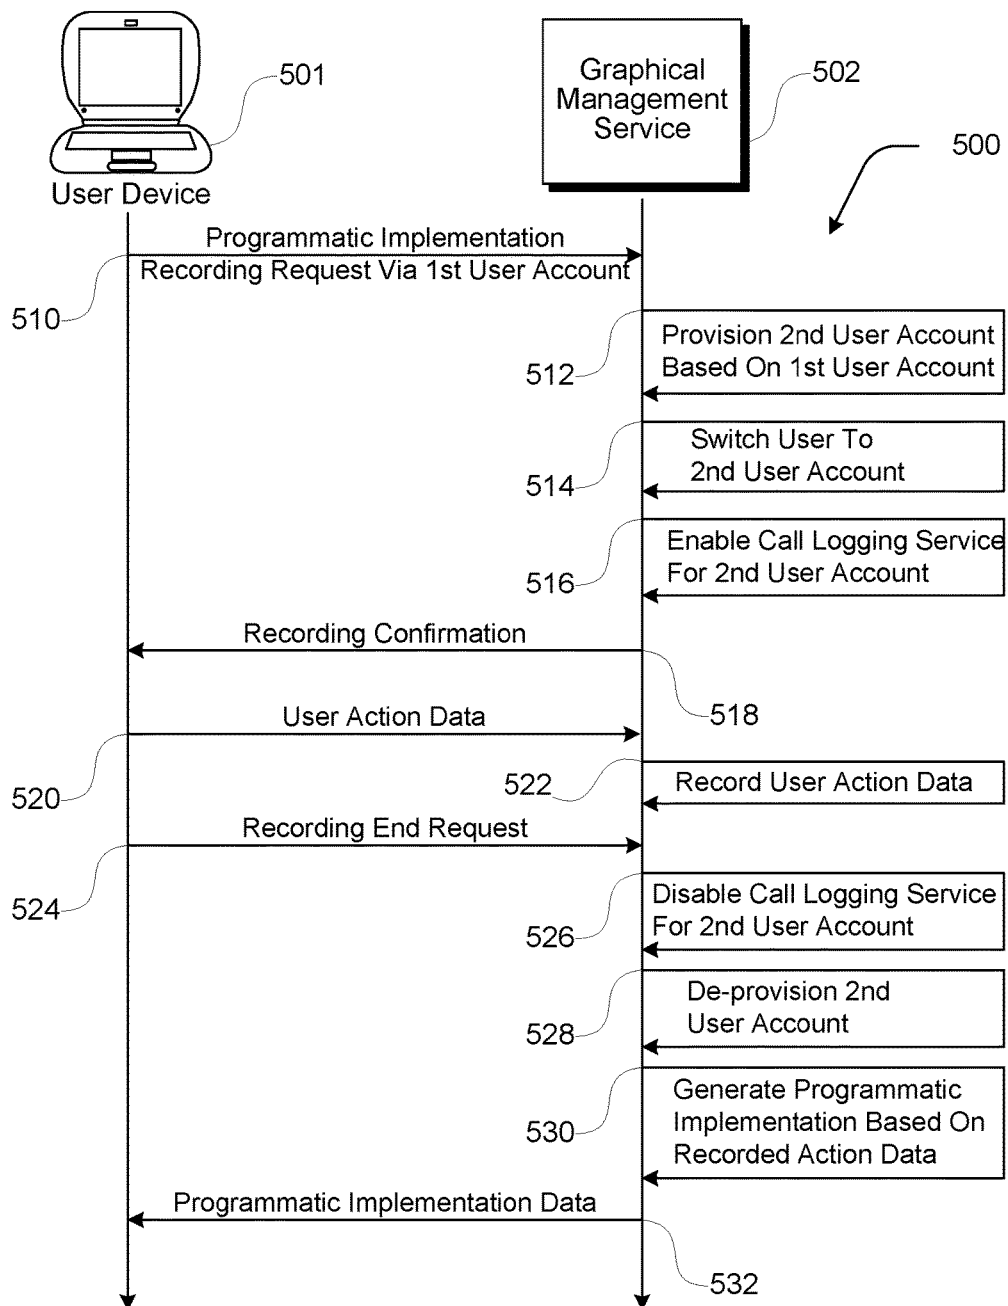 501
Graphical
Management
Service
502
500
User Device
Programmatic Implementation
Recording Request Via 1st User Account
510
Provision 2nd User Account
Based On 1st User Account
512
Switch User To
2nd User Account
514
Enable Call Logging Service
For 2nd User Account
516
Recording Confirmation
518
User Action Data
520
522
Record User Action Data
Recording End Request
524
Disable Call Logging Service
For 2nd User Account
526
De-provision 2nd
User Account
528
Generate Programmatic
Implementation Based On
Recorded Action Data
530
Programmatic Implementation Data
532